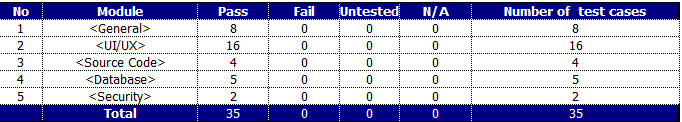 No Module Pass Fail Untested N/A Number of  test cases
1 <General> 8 0 0 0 8
2 <UI/UX> 16 0 0 0 16
3 <Source Code> 4 0 0 0 4
4 <Database> 5 0 0 0 5
5 <Security> 2 0 0 0 2
Total 35 0 0 0 35